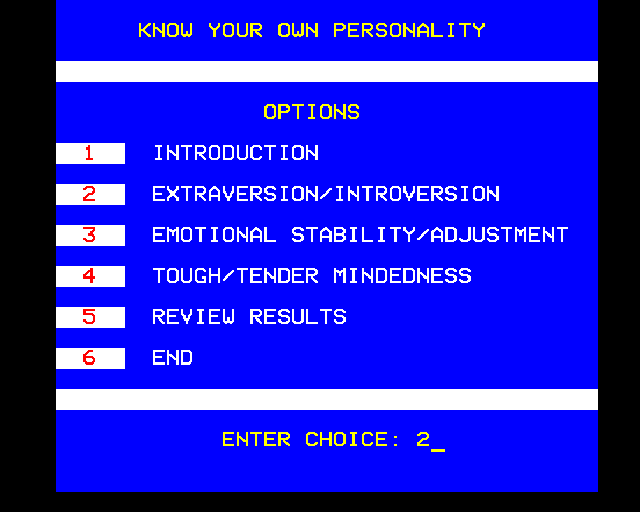 KNOW YOUR OWN PERSONALITY
OPTIONS
1 INTRODUCTION
2 EXTRAVERSION/INTROVERSION
3 EMOTIONAL STABILITY/ADJUSTMENT
4 TOUGH/TENDER MINDEDNESS
5 REVIEW RESULTS
6 END
ENTER CHOICE: 2_